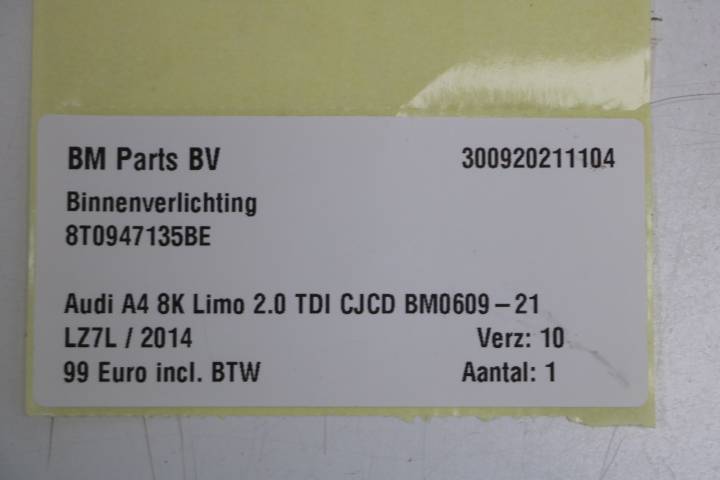 BM Parts BV 300920211104
Binnenverlichting
8T0947135BE
Audi A4 8K Limo 2.0 TDI CJCD BM0609-21
LZ7L / 2014 Verz: 10
99 Euro incl. BTW Aantal: 1